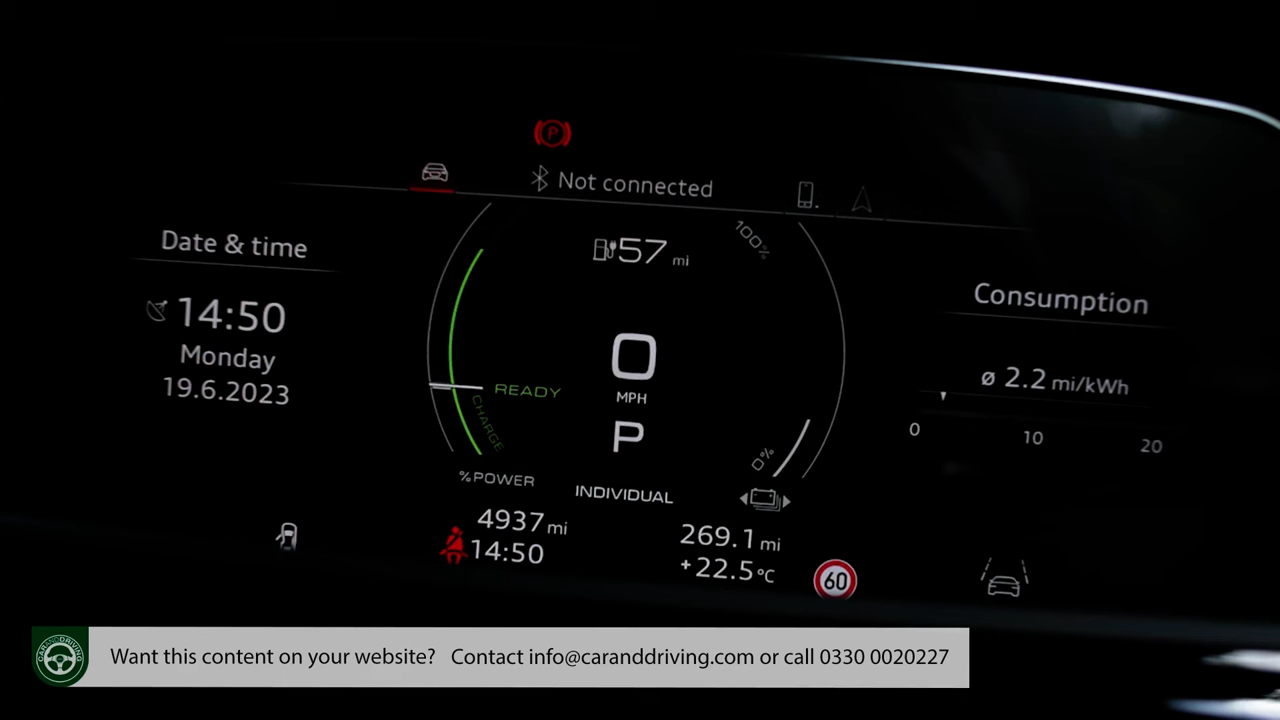 P
Not connected
Date & time
14:50
Monday
19.6.2023
57 mi
100%
0
MPH
P
READY
CHARGE
0%
% POWER
INDIVIDUAL
4937 mi
14:50
269.1 mi
+22.5 °C
60
Consumption
ø 2.2 mi/kWh
0 10 20
CARANDDRIVING
Want this content on your website? Contact info@caranddriving.com or call 0330 0020227